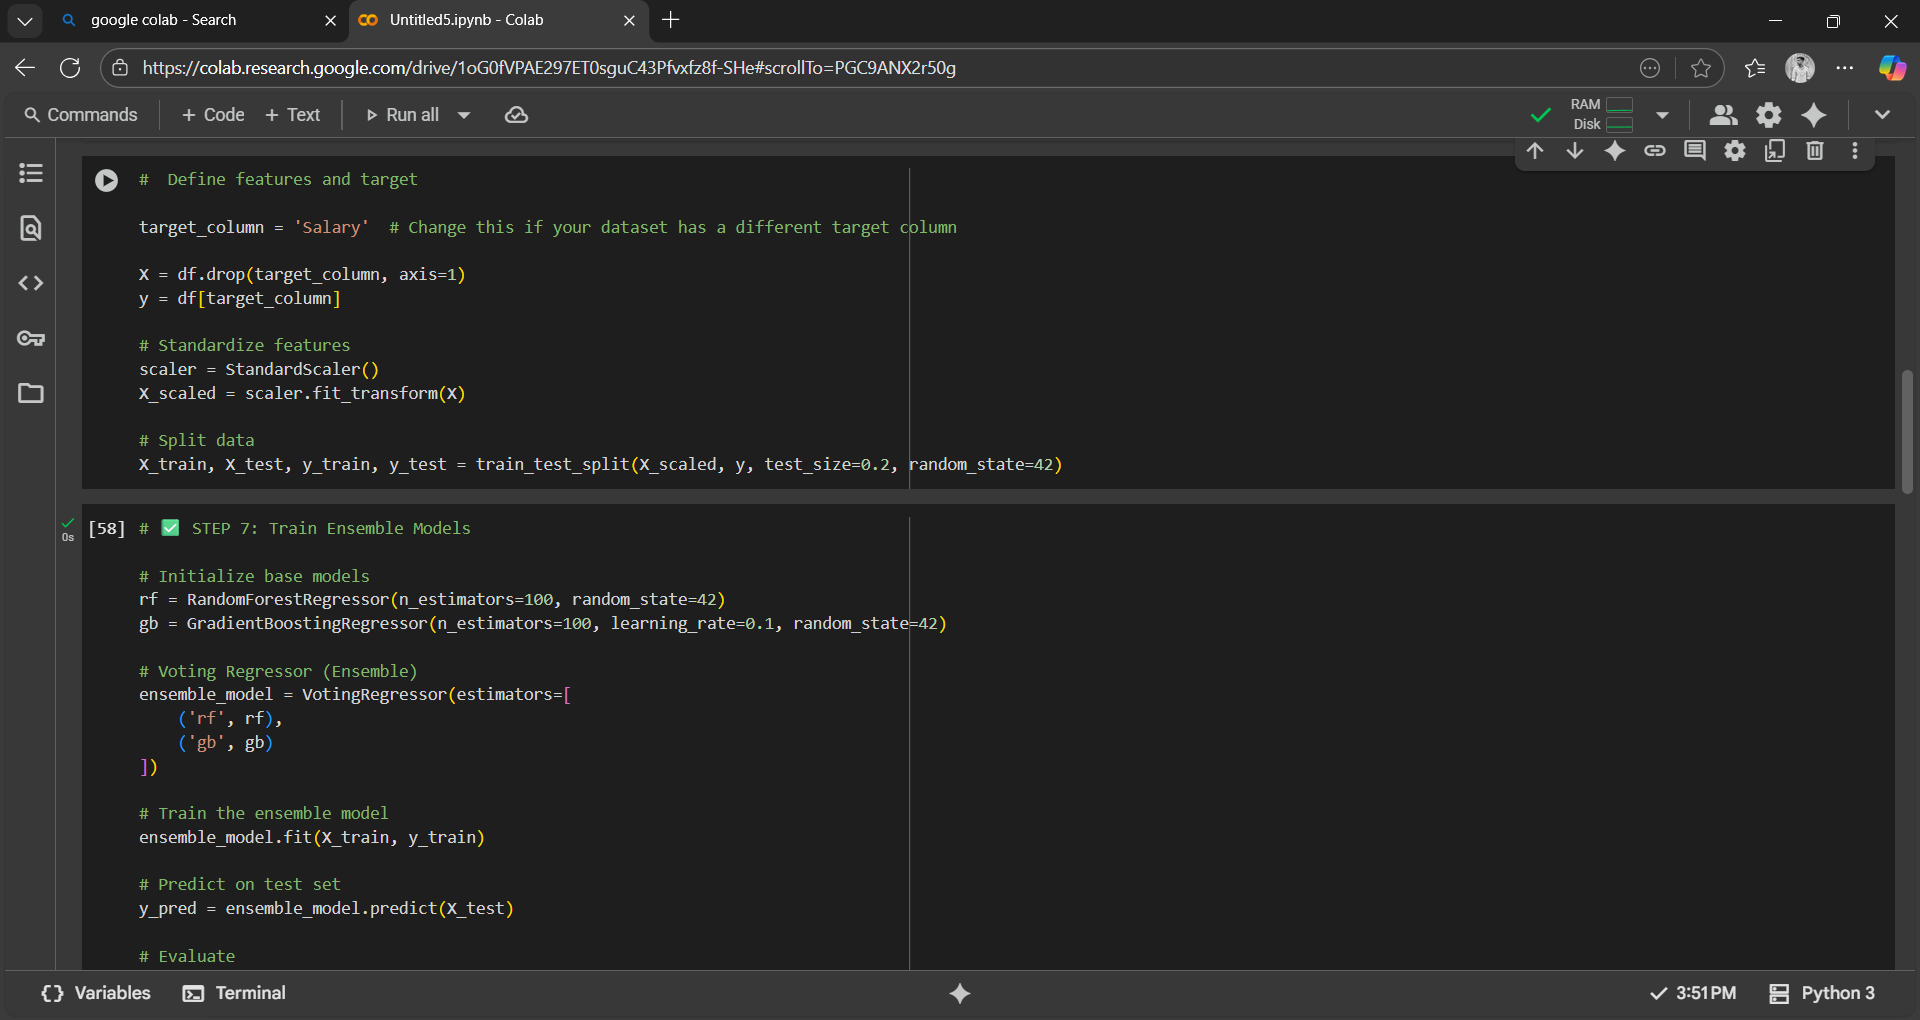 google colab - Search
Untitled5.ipynb - Colab
https://colab.research.google.com/drive/1oG0fVPAE297ET0sguC43Pfvxfz8f-SHe#scrollTo=PGC9ANX2r50g
Commands + Code + Text Run all
RAM
Disk
# Define features and target
target_column = 'Salary' # Change this if your dataset has a different target column
X = df.drop(target_column, axis=1)
y = df[target_column]
# Standardize features
scaler = StandardScaler()
X_scaled = scaler.fit_transform(X)
# Split data
X_train, X_test, y_train, y_test = train_test_split(X_scaled, y, test_size=0.2, random_state=42)
0s
[58] # ✅ STEP 7: Train Ensemble Models
# Initialize base models
rf = RandomForestRegressor(n_estimators=100, random_state=42)
gb = GradientBoostingRegressor(n_estimators=100, learning_rate=0.1, random_state=42)
# Voting Regressor (Ensemble)
ensemble_model = VotingRegressor(estimators=[
('rf', rf),
('gb', gb)
])
# Train the ensemble model
ensemble_model.fit(X_train, y_train)
# Predict on test set
y_pred = ensemble_model.predict(X_test)
# Evaluate
{} Variables Terminal
3:51 PM Python 3